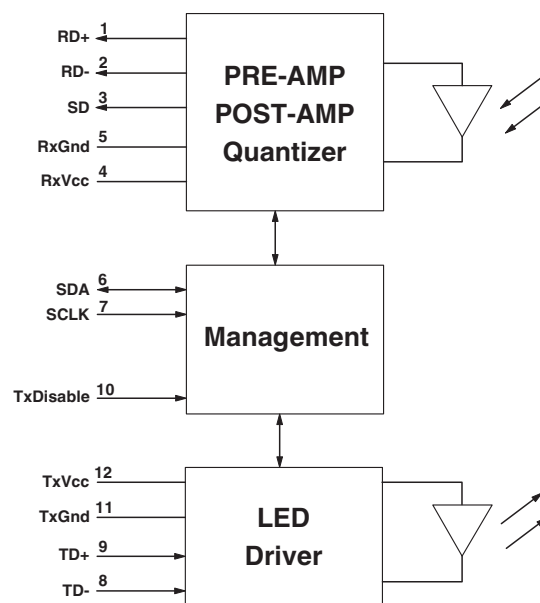 RD+ 1
RD- 2
SD 3
RxGnd 5
RxVcc 4
PRE-AMP
POST-AMP
Quantizer
SDA 6
SCLK 7
TxDisable 10
Management
TxVcc 12
TxGnd 11
TD+ 9
TD- 8
LED
Driver